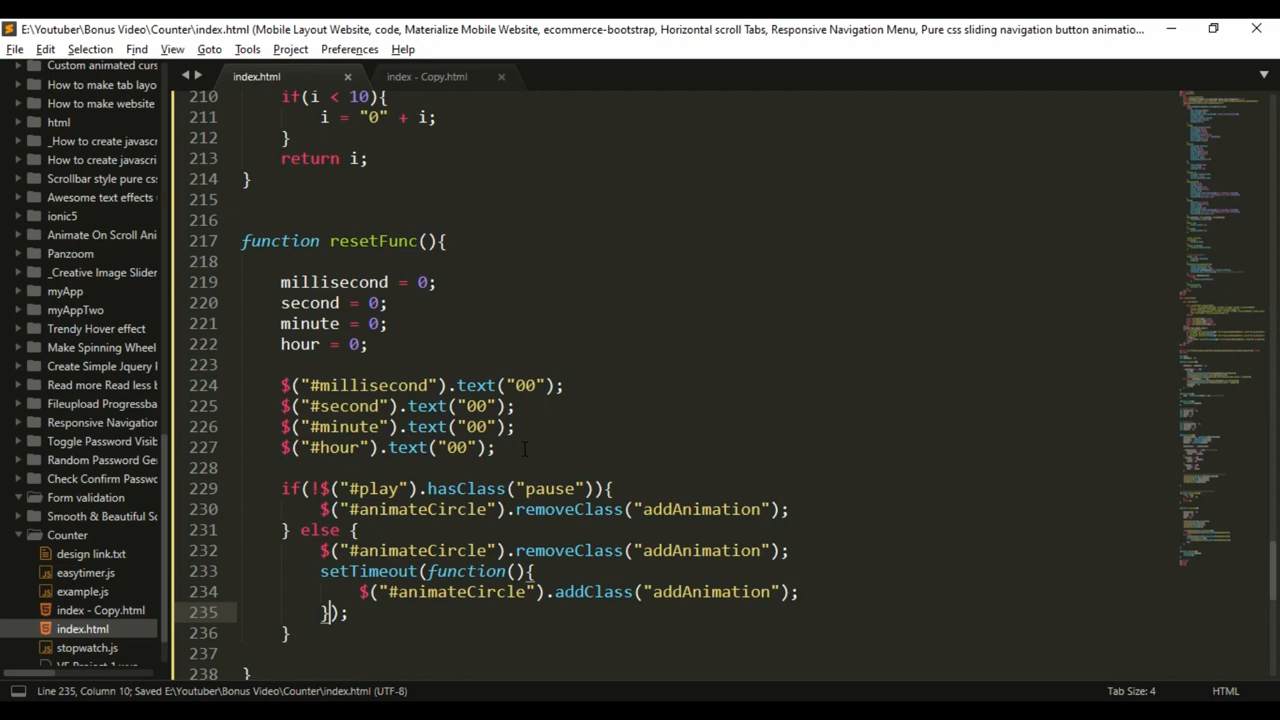 E:\Youtuber\Bonus Video\Counter\index.html (Mobile Layout Website, code, Materialize Mobile Website, ecommerce-bootstrap, Horizontal scroll Tabs, Responsive Navigation Menu, Pure css sliding navigation button animatio...
File Edit Selection Find View Goto Tools Project Preferences Help
index.html
index - Copy.html
Custom animated curs
How to make tab layo
How to make website
html
_How to create javasc
How to create javascri
Scrollbar style pure css
Awesome text effects
ionic5
Animate On Scroll Ani
Panzoom
_Creative Image Slider
myApp
myAppTwo
Trendy Hover effect
Make Spinning Wheel
Create Simple Jquery
Read more Read less b
Fileupload Progressba
Responsive Navigation
Toggle Password Visib
Random Password Ge
Check Confirm Passwo
Form validation
Smooth & Beautiful Sc
Counter
design link.txt
easytimer.js
example.js
index - Copy.html
index.html
stopwatch.js
210 if(i < 10){
211 i = "0" + i;
212 }
213 return i;
214 }
215
216
217 function resetFunc(){
218
219 millisecond = 0;
220 second = 0;
221 minute = 0;
222 hour = 0;
223
224 $("#millisecond").text("00");
225 $("#second").text("00");
226 $("#minute").text("00");
227 $("#hour").text("00");
228
229 if(!$("#play").hasClass("pause")){
230 $("#animateCircle").removeClass("addAnimation");
231 } else {
232 $("#animateCircle").removeClass("addAnimation");
233 setTimeout(function(){
234 $("#animateCircle").addClass("addAnimation");
235 });
236 }
237
238 }
Line 235, Column 10; Saved E:\Youtuber\Bonus Video\Counter\index.html (UTF-8)
Tab Size: 4
HTML